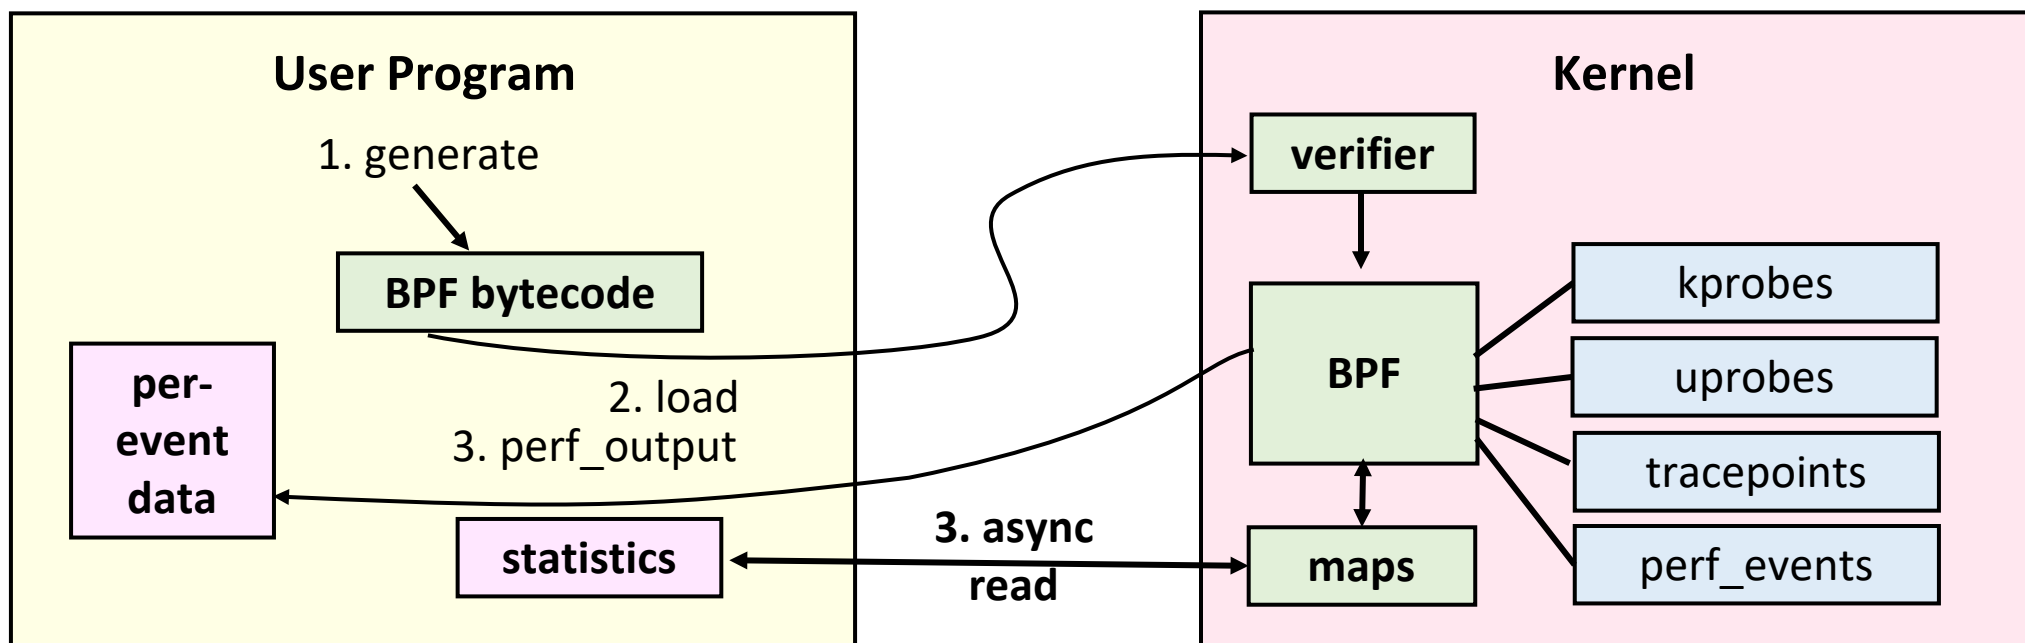 User Program
1. generate
BPF bytecode
per-
event
data
2. load
3. perf_output
statistics
3. async
read
Kernel
verifier
BPF
maps
kprobes
uprobes
tracepoints
perf_events